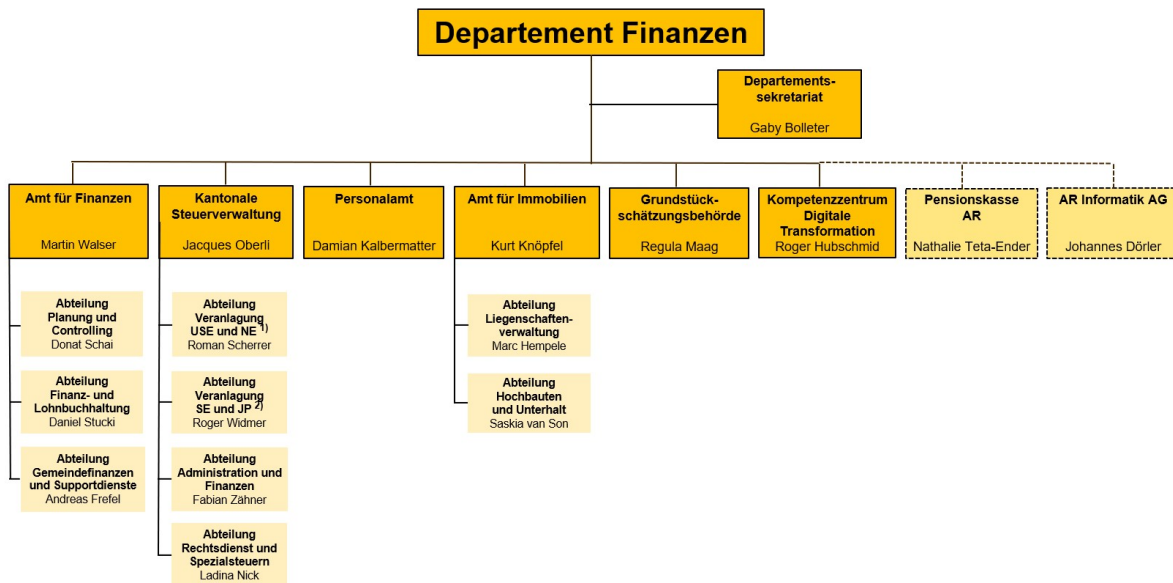 Departement Finanzen
Departements-
sekretariat
Gaby Bolleter
Amt für Finanzen
Martin Walser
Kantonale
Steuerverwaltung
Jacques Oberli
Personalamt
Damian Kalbermatter
Amt für Immobilien
Kurt Knöpfel
Grundstück-
schätzungsbehörde
Regula Maag
Kompetenzzentrum
Digitale
Transformation
Roger Hubschmid
Pensionskasse
AR
Nathalie Teta-Ender
AR Informatik AG
Johannes Dörler
Abteilung
Planung und
Controlling
Donat Schai
Abteilung
Finanz- und
Lohnbuchhaltung
Daniel Stucki
Abteilung
Gemeindefinanzen
und Supportdienste
Andreas Frefel
Abteilung
Veranlagung
USE und NE 1)
Roman Scherrer
Abteilung
Veranlagung
SE und JP 2)
Roger Widmer
Abteilung
Administration und
Finanzen
Fabian Zähner
Abteilung
Rechtsdienst und
Spezialsteuern
Ladina Nick
Abteilung
Liegenschaften-
verwaltung
Marc Hempele
Abteilung
Hochbauten
und Unterhalt
Saskia van Son